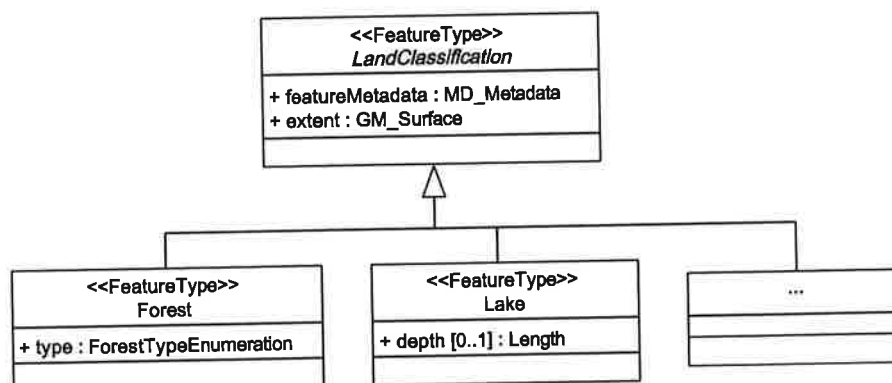 <<FeatureType>>
LandClassification
+ featureMetadata : MD_Metadata
+ extent : GM_Surface
<<FeatureType>>
Forest
+ type : ForestTypeEnumeration
<<FeatureType>>
Lake
+ depth [0..1] : Length
...